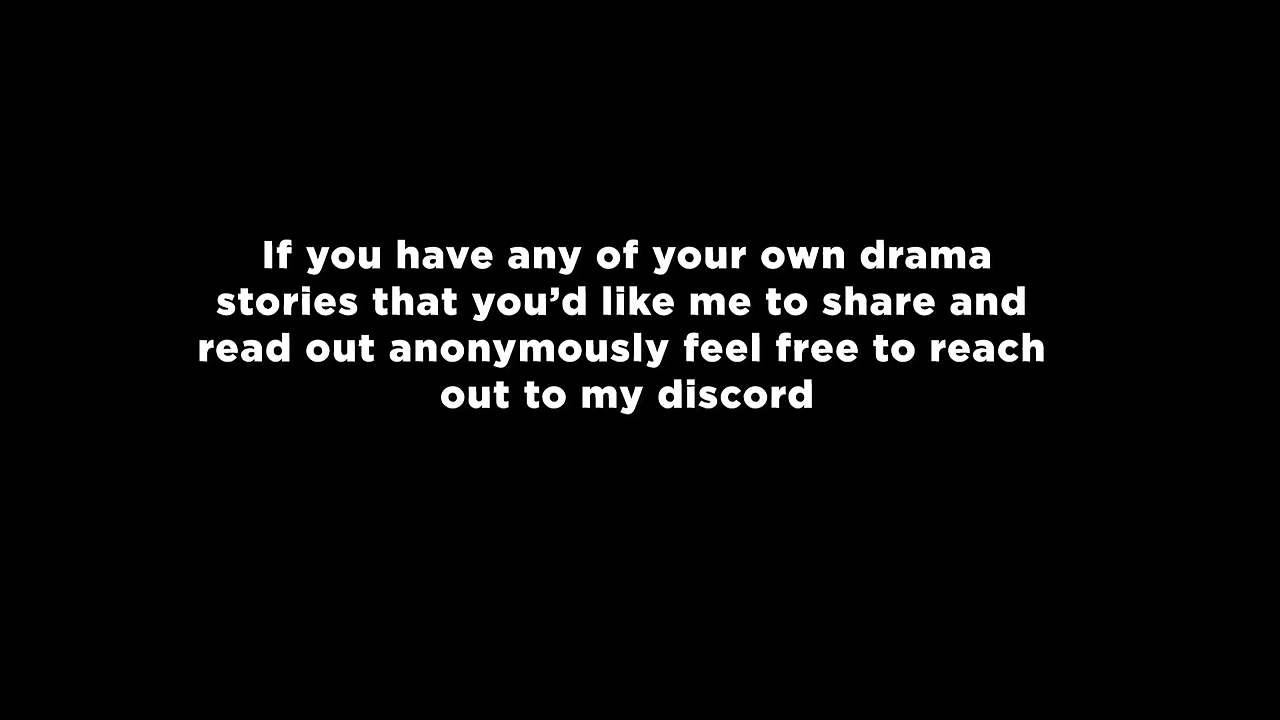 If you have any of your own drama
stories that you’d like me to share and
read out anonymously feel free to reach
out to my discord